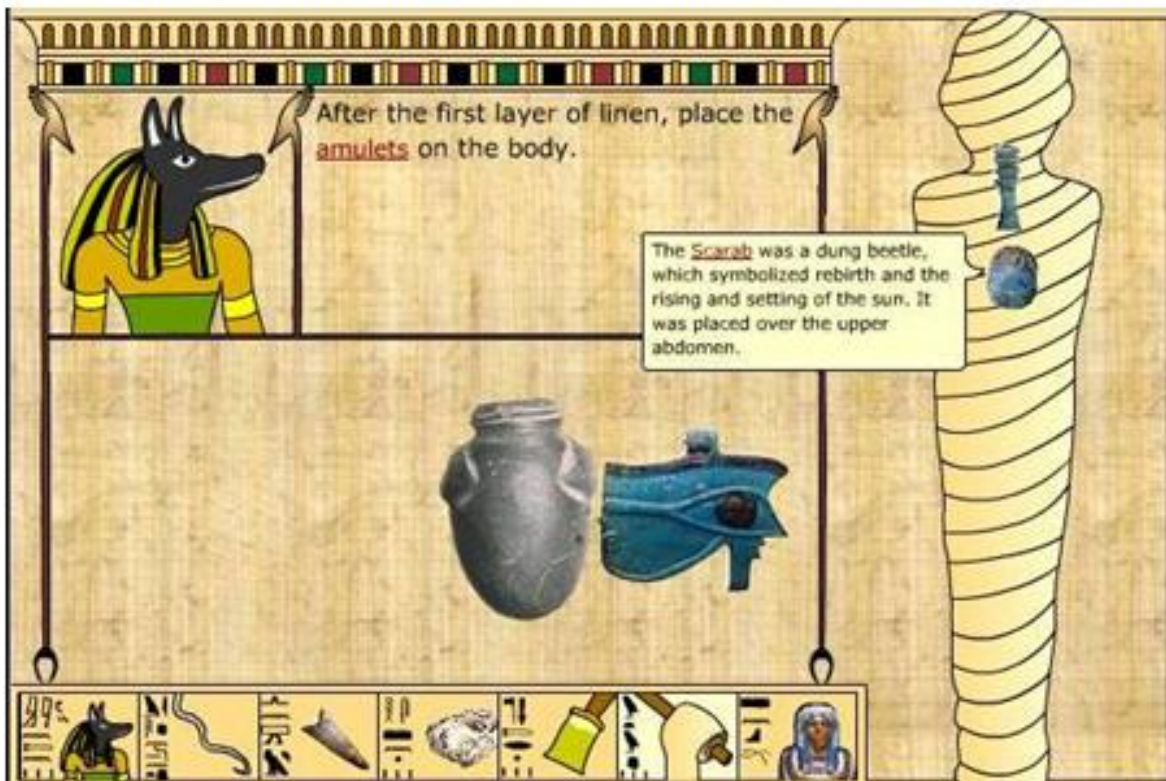 After the first layer of linen, place the
amulets on the body.
The Scarab was a dung beetle,
which symbolized rebirth and the
rising and setting of the sun. It
was placed over the upper
abdomen.